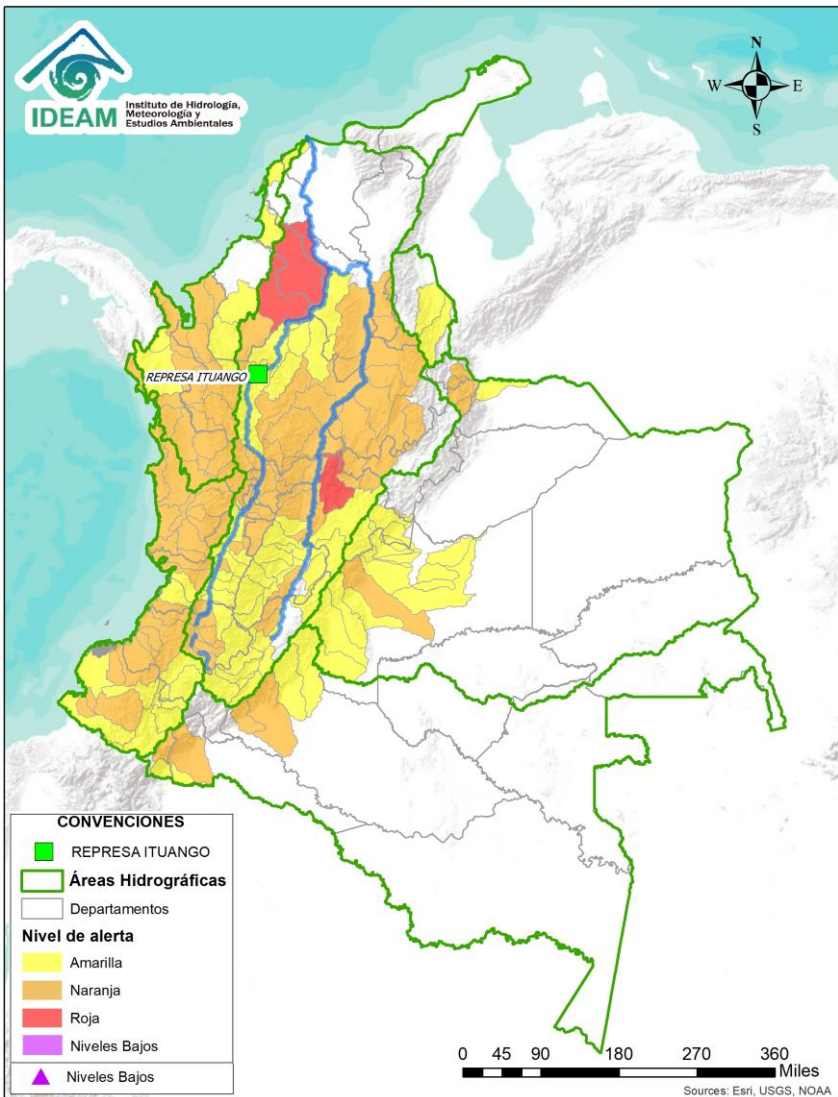 IDEAM
Instituto de Hidrología,
Meteorología y
Estudios Ambientales
N
W
E
S
REPRESA ITUANGO
CONVENCIONES
REPRESA ITUANGO
Áreas Hidrográficas
Departamentos
Nivel de alerta
Amarilla
Naranja
Roja
Niveles Bajos
Niveles Bajos
0 45 90 180 270 360
Miles
Sources: Esri, USGS, NOAA